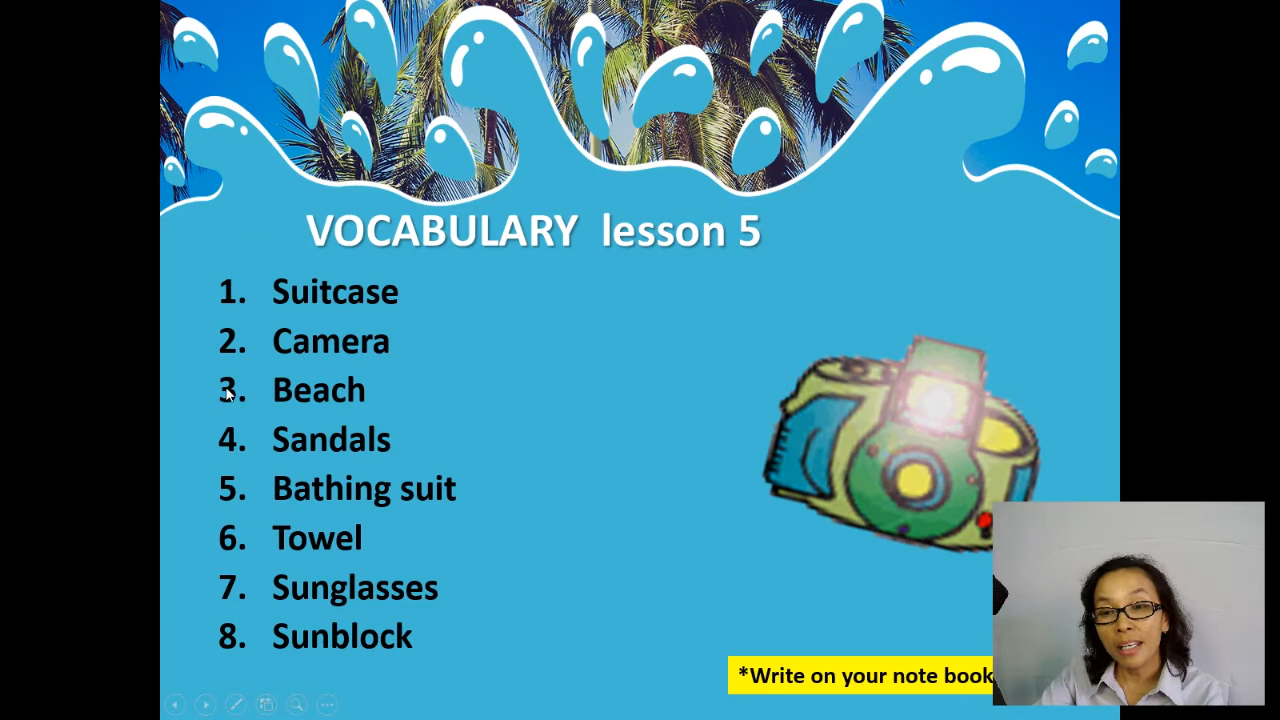 VOCABULARY lesson 5
1. Suitcase
2. Camera
3. Beach
4. Sandals
5. Bathing suit
6. Towel
7. Sunglasses
8. Sunblock
*Write on your note book